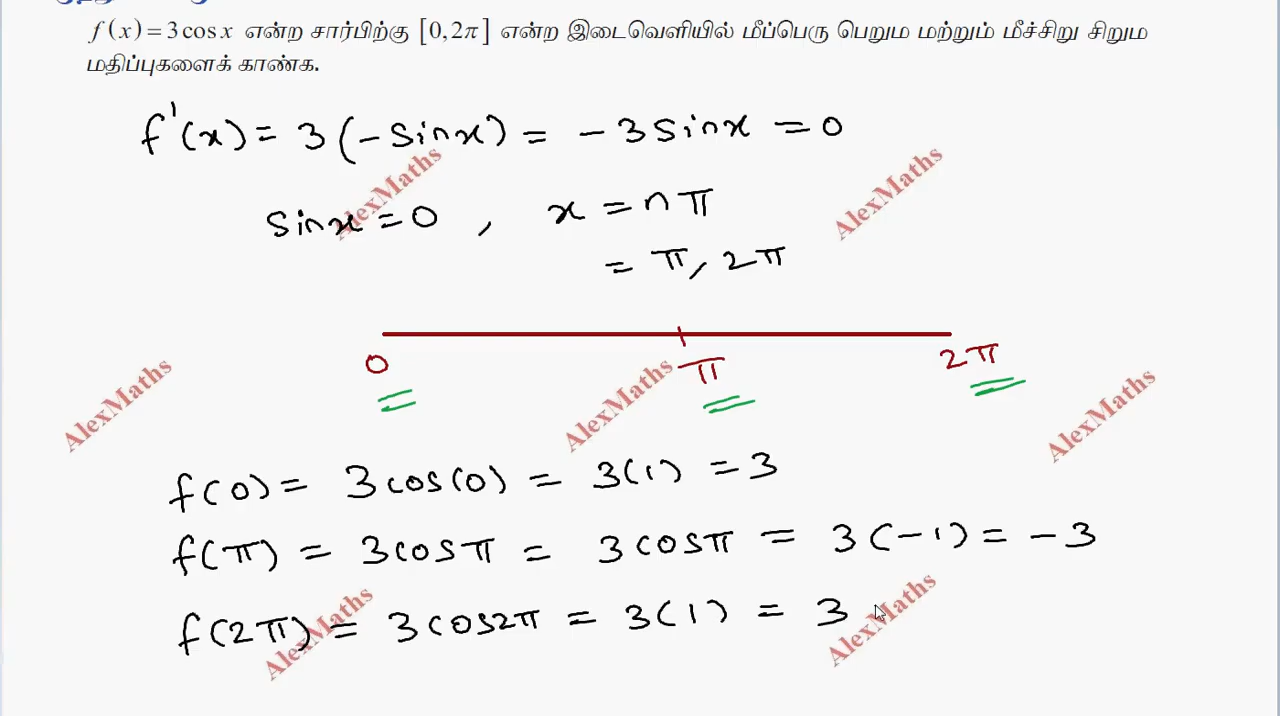 f(x)=3cosx என்ற சார்பிற்கு [0,2π] என்ற இடைவெளியில் மீப்பெரு பெறும மற்றும் மீச்சிறு சிறும
மதிப்புகளைக் காண்க.
f'(x) = 3(-sinx) = -3sinx = 0
sinx = 0 , x = nπ
= π, 2π
0 π 2π
f(0) = 3cos(0) = 3(1) = 3
f(π) = 3cosπ = 3cosπ = 3(-1) = -3
f(2π) = 3cos2π = 3(1) = 3
AlexMaths
AlexMaths
AlexMaths
AlexMaths
AlexMaths
AlexMaths
AlexMaths